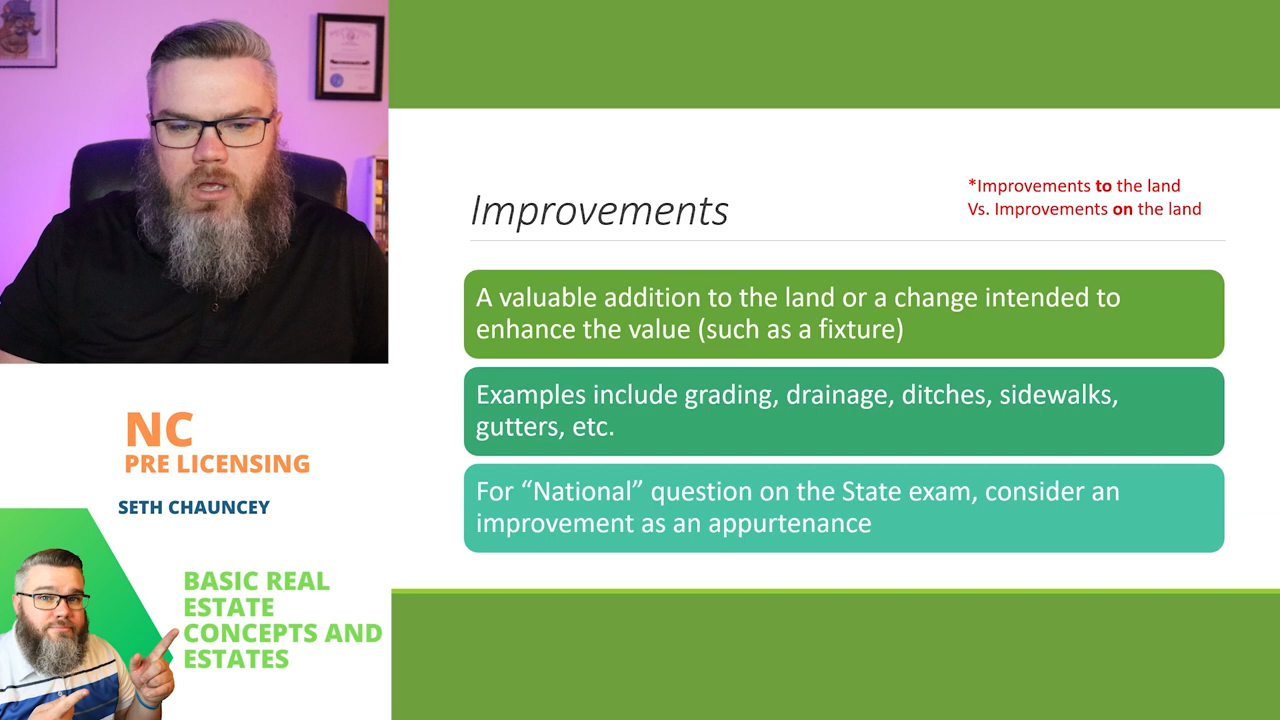 NC
PRE LICENSING
SETH CHAUNCEY
BASIC REAL
ESTATE
CONCEPTS AND
ESTATES
Improvements
*Improvements to the land
Vs. Improvements on the land
A valuable addition to the land or a change intended to
enhance the value (such as a fixture)
Examples include grading, drainage, ditches, sidewalks,
gutters, etc.
For “National” question on the State exam, consider an
improvement as an appurtenance